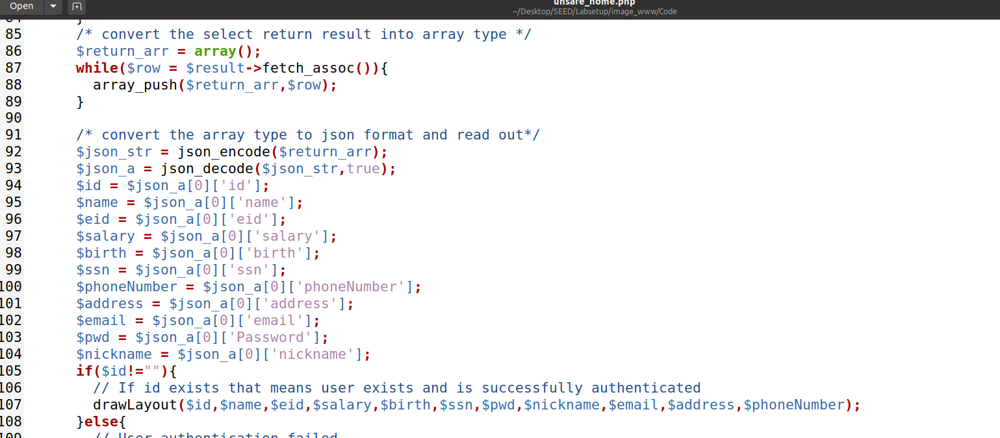 Open
unsafe_home.php
~/Desktop/SEED/Labsetup/image_www/Code
84 }
85 /* convert the select return result into array type */
86 $return_arr = array();
87 while($row = $result->fetch_assoc()){
88 array_push($return_arr,$row);
89 }
90
91 /* convert the array type to json format and read out*/
92 $json_str = json_encode($return_arr);
93 $json_a = json_decode($json_str,true);
94 $id = $json_a[0]['id'];
95 $name = $json_a[0]['name'];
96 $eid = $json_a[0]['eid'];
97 $salary = $json_a[0]['salary'];
98 $birth = $json_a[0]['birth'];
99 $ssn = $json_a[0]['ssn'];
100 $phoneNumber = $json_a[0]['phoneNumber'];
101 $address = $json_a[0]['address'];
102 $email = $json_a[0]['email'];
103 $pwd = $json_a[0]['Password'];
104 $nickname = $json_a[0]['nickname'];
105 if($id!=""){
106 // If id exists that means user exists and is successfully authenticated
107 drawLayout($id,$name,$eid,$salary,$birth,$ssn,$pwd,$nickname,$email,$address,$phoneNumber);
108 }else{
109 // User authentication failed